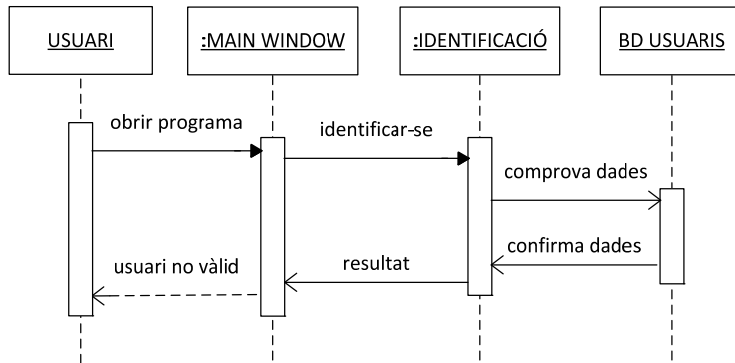 USUARI
:MAIN WINDOW
:IDENTIFICACIÓ
BD USUARIS
obrir programa
identificar-se
comprova dades
confirma dades
resultat
usuari no vàlid